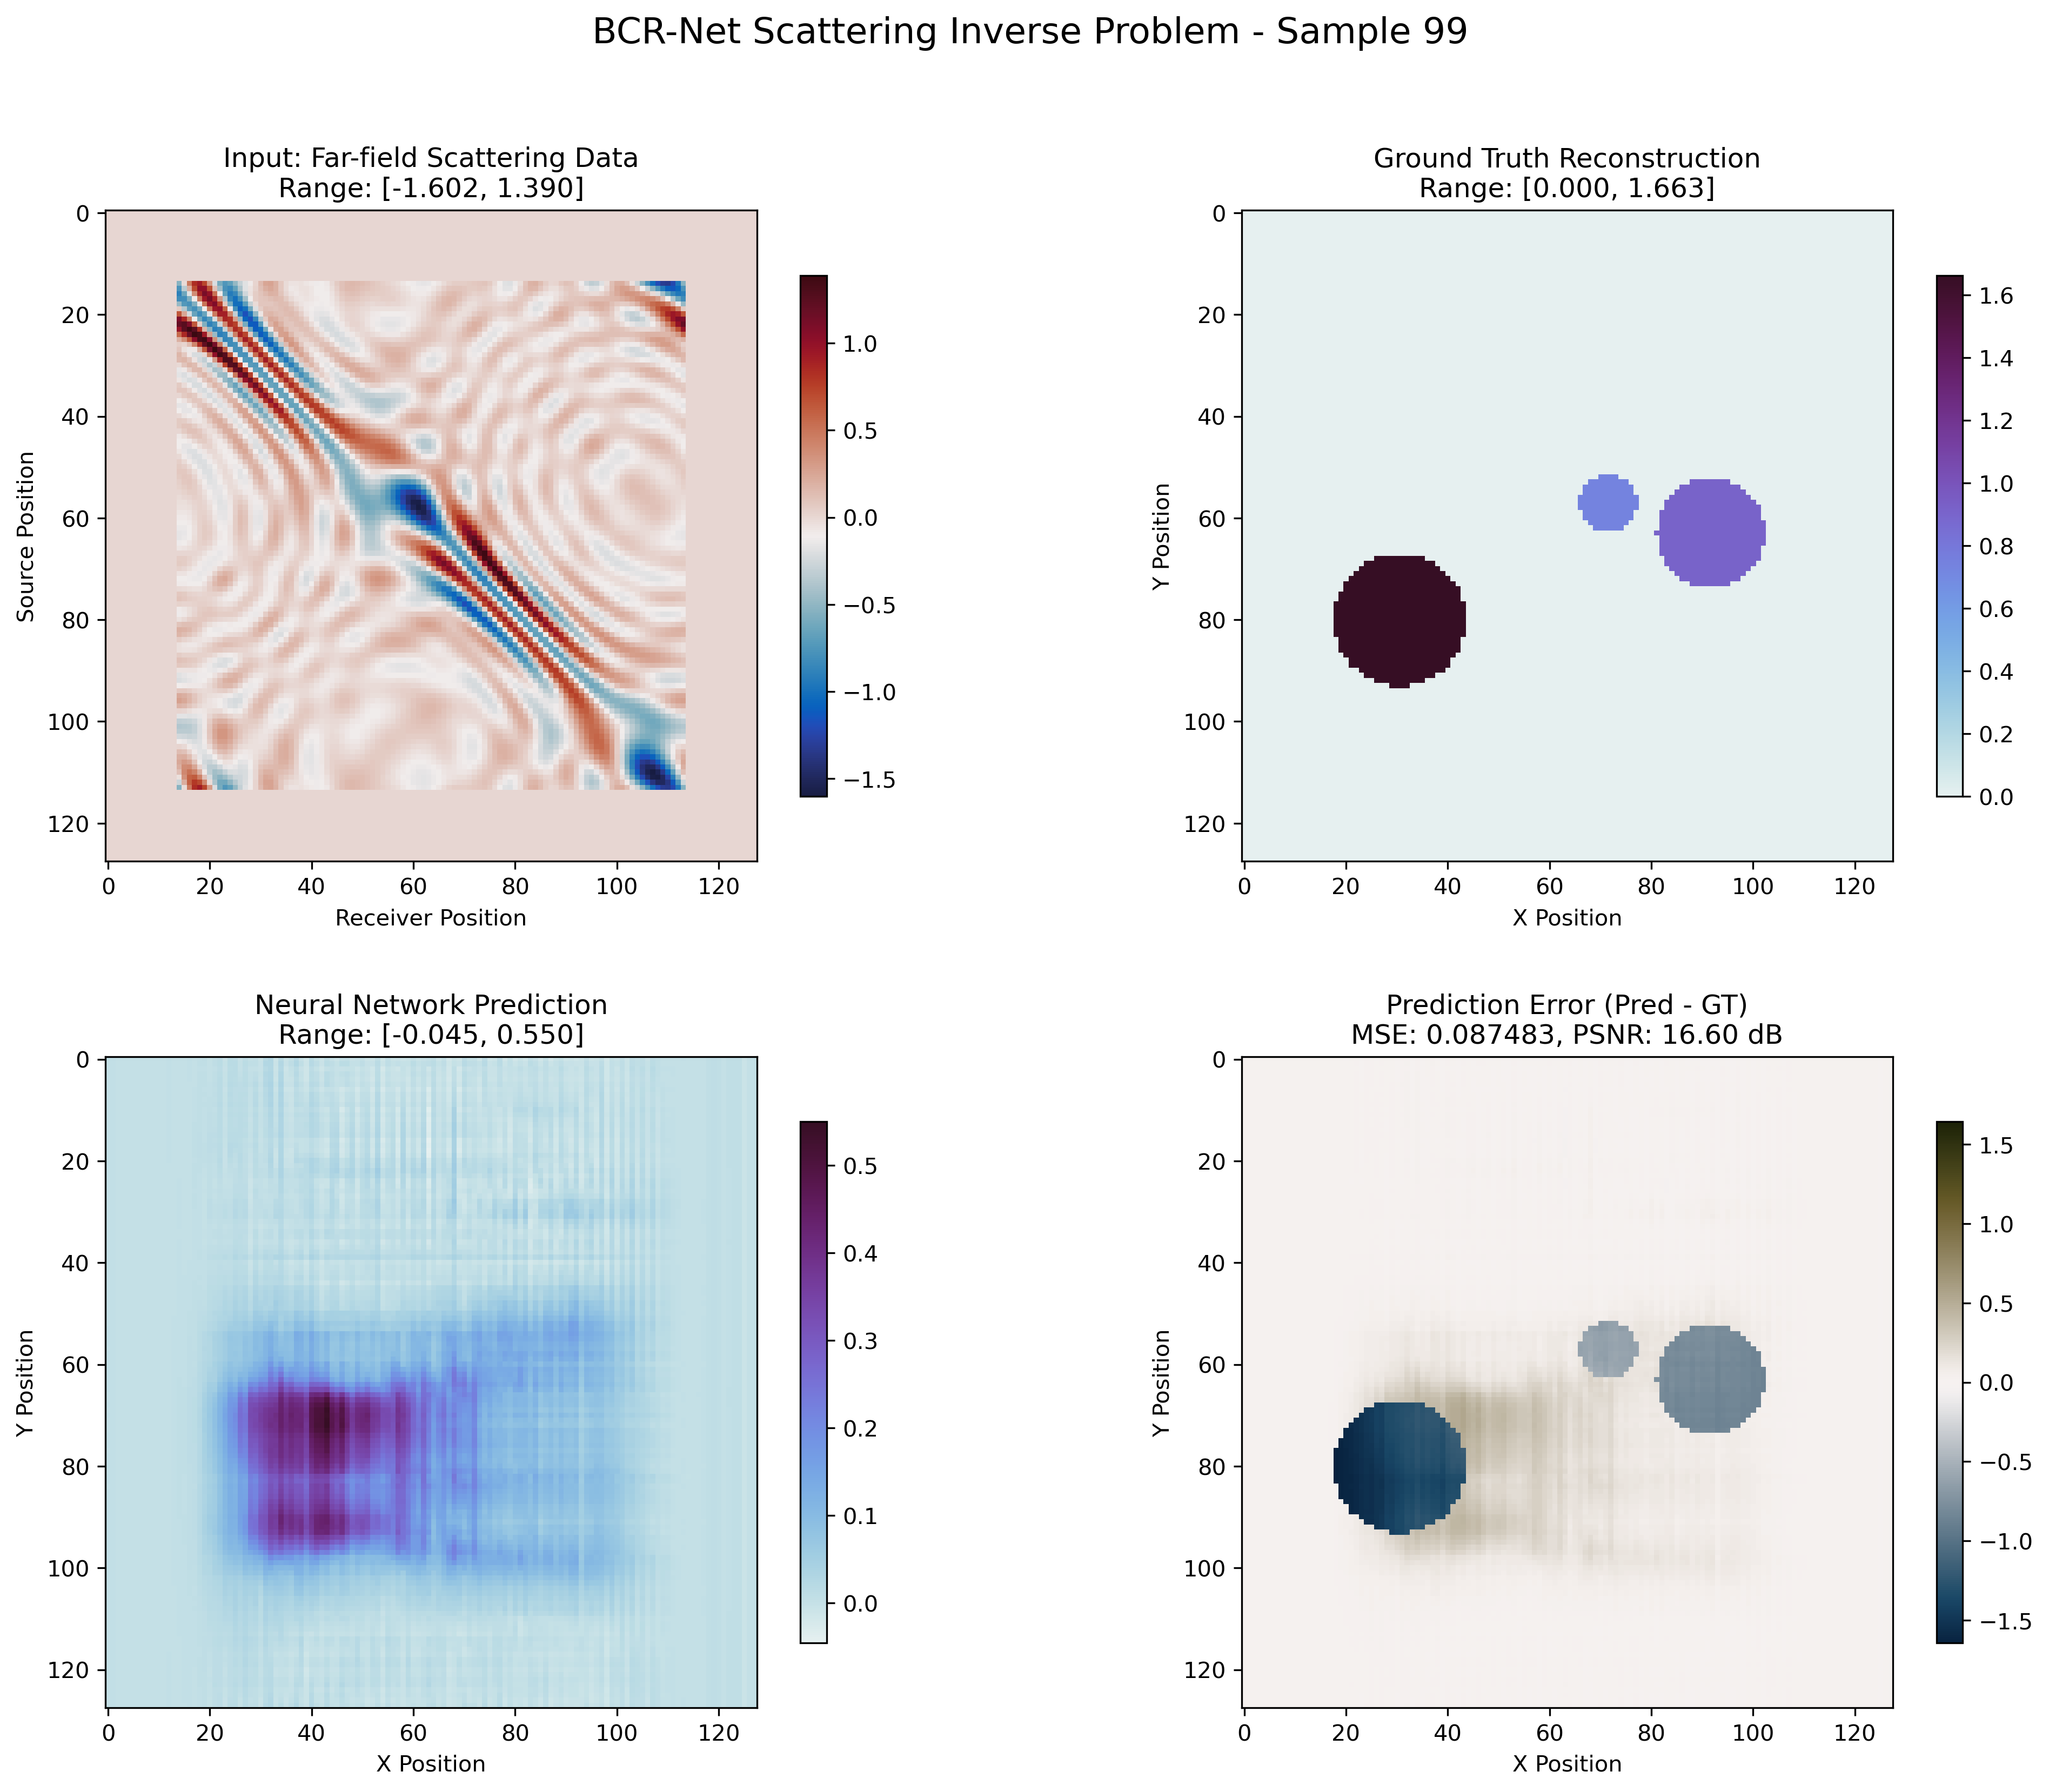 BCR-Net Scattering Inverse Problem - Sample 99
Input: Far-field Scattering Data
Range: [-1.602, 1.390]
0
20
40
60
80
100
120
Source Position
0 20 40 60 80 100 120
Receiver Position
1.0
0.5
0.0
−0.5
−1.0
−1.5
Ground Truth Reconstruction
Range: [0.000, 1.663]
0
20
40
60
80
100
120
Y Position
0 20 40 60 80 100 120
X Position
1.6
1.4
1.2
1.0
0.8
0.6
0.4
0.2
0.0
Neural Network Prediction
Range: [-0.045, 0.550]
0
20
40
60
80
100
120
Y Position
0 20 40 60 80 100 120
X Position
0.5
0.4
0.3
0.2
0.1
0.0
Prediction Error (Pred - GT)
MSE: 0.087483, PSNR: 16.60 dB
0
20
40
60
80
100
120
Y Position
0 20 40 60 80 100 120
X Position
1.5
1.0
0.5
0.0
−0.5
−1.0
−1.5